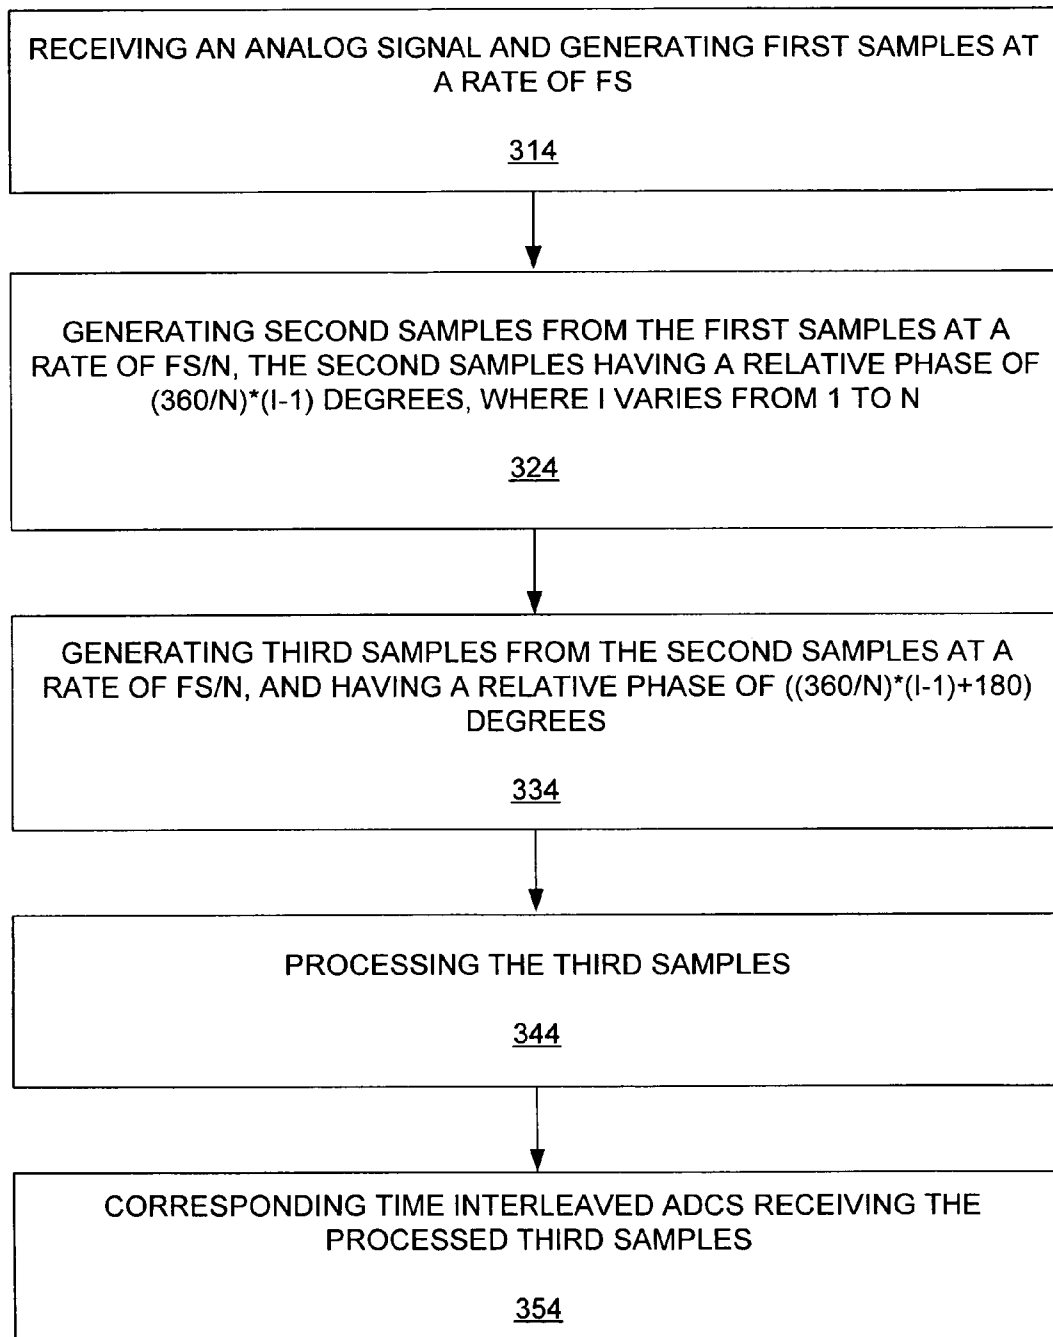 RECEIVING AN ANALOG SIGNAL AND GENERATING FIRST SAMPLES AT
A RATE OF FS
314
GENERATING SECOND SAMPLES FROM THE FIRST SAMPLES AT A
RATE OF FS/N, THE SECOND SAMPLES HAVING A RELATIVE PHASE OF
(360/N)*(I-1) DEGREES, WHERE I VARIES FROM 1 TO N
324
GENERATING THIRD SAMPLES FROM THE SECOND SAMPLES AT A
RATE OF FS/N, AND HAVING A RELATIVE PHASE OF ((360/N)*(I-1)+180)
DEGREES
334
PROCESSING THE THIRD SAMPLES
344
CORRESPONDING TIME INTERLEAVED ADCS RECEIVING THE
PROCESSED THIRD SAMPLES
354